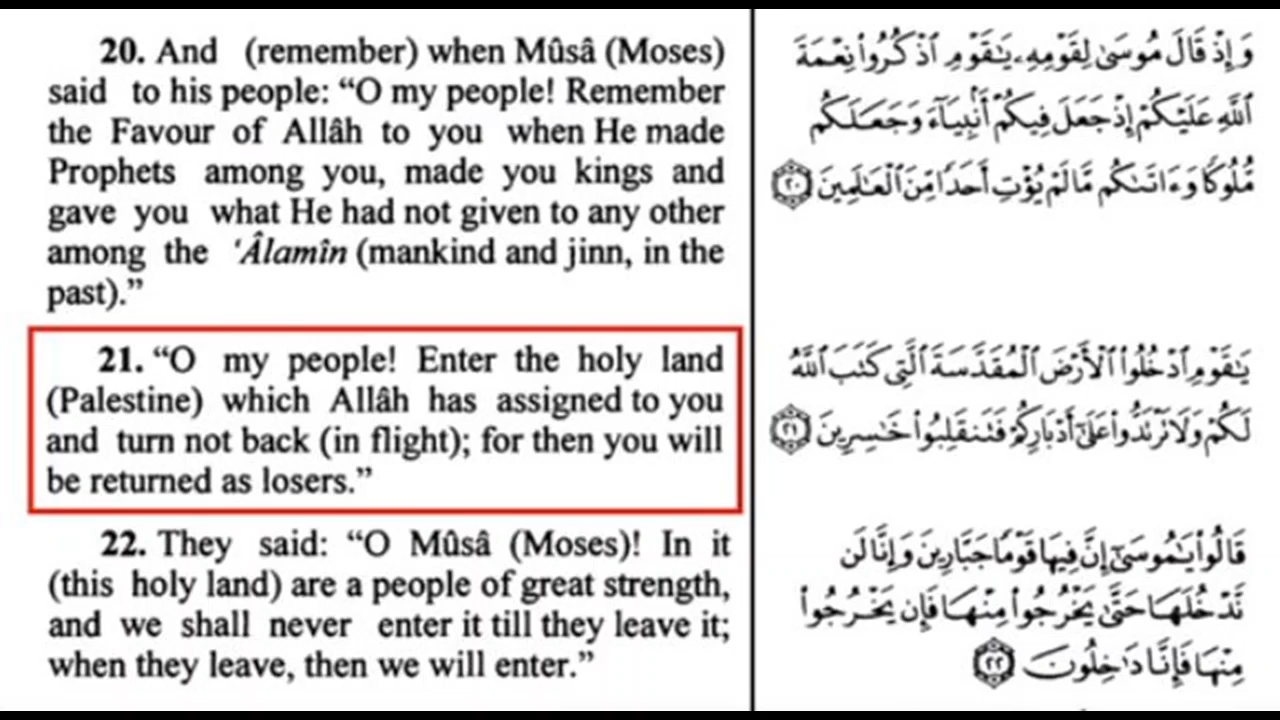 20. And (remember) when Mûsâ (Moses)
said to his people: “O my people! Remember
the Favour of Allâh to you when He made
Prophets among you, made you kings and
gave you what He had not given to any other
among the ‘Âlamîn (mankind and jinn, in the
past).”
21. “O my people! Enter the holy land
(Palestine) which Allâh has assigned to you
and turn not back (in flight); for then you will
be returned as losers.”
22. They said: “O Mûsâ (Moses)! In it
(this holy land) are a people of great strength,
and we shall never enter it till they leave it;
when they leave, then we will enter.”
وَإِذْ قَالَ مُوسَىٰ لِقَوْمِهِۦ يَـٰقَوْمِ ٱذْكُرُوا۟ نِعْمَةَ
ٱللَّهِ عَلَيْكُمْ إِذْ جَعَلَ فِيكُمْ أَنۢبِيَآءَ وَجَعَلَكُم
مُّلُوكًا وَءَاتَىٰكُم مَّا لَمْ يُؤْتِ أَحَدًا مِّنَ ٱلْعَـٰلَمِينَ ٢٠
يَـٰقَوْمِ ٱدْخُلُوا۟ ٱلْأَرْضَ ٱلْمُقَدَّسَةَ ٱلَّتِى كَتَبَ ٱللَّهُ
لَكُمْ وَلَا تَرْتَدُّوا۟ عَلَىٰٓ أَدْبَارِكُمْ فَتَنقَلِبُوا۟ خَـٰسِرِينَ ٢١
قَالُوا۟ يَـٰمُوسَىٰٓ إِنَّ فِيهَا قَوْمًا جَبَّارِينَ وَإِنَّا لَن
نَّدْخُلَهَا حَتَّىٰ يَخْرُجُوا۟ مِنْهَا فَإِن يَخْرُجُوا۟
مِنْهَا فَإِنَّا دَٰخِلُونَ ٢٢